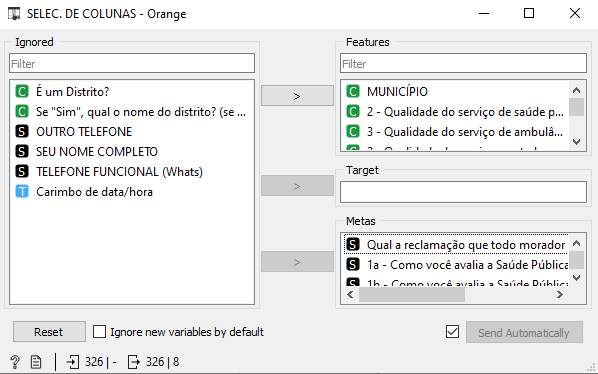 SELEC. DE COLUNAS - Orange
Ignored
Filter
C É um Distrito?
C Se "Sim", qual o nome do distrito? (se ...
S OUTRO TELEFONE
S SEU NOME COMPLETO
S TELEFONE FUNCIONAL (Whats)
T Carimbo de data/hora
>
>
>
Features
Filter
C MUNICÍPIO
C 2 - Qualidade do serviço de saúde p...
C 3 - Qualidade do serviço de ambulâ...
Target
Metas
S Qual a reclamação que todo morador
S 1a - Como você avalia a Saúde Pública
S 1b - Como você avalia a Saúde Pública
Reset
Ignore new variables by default
Send Automatically
? 326 | - 326 | 8